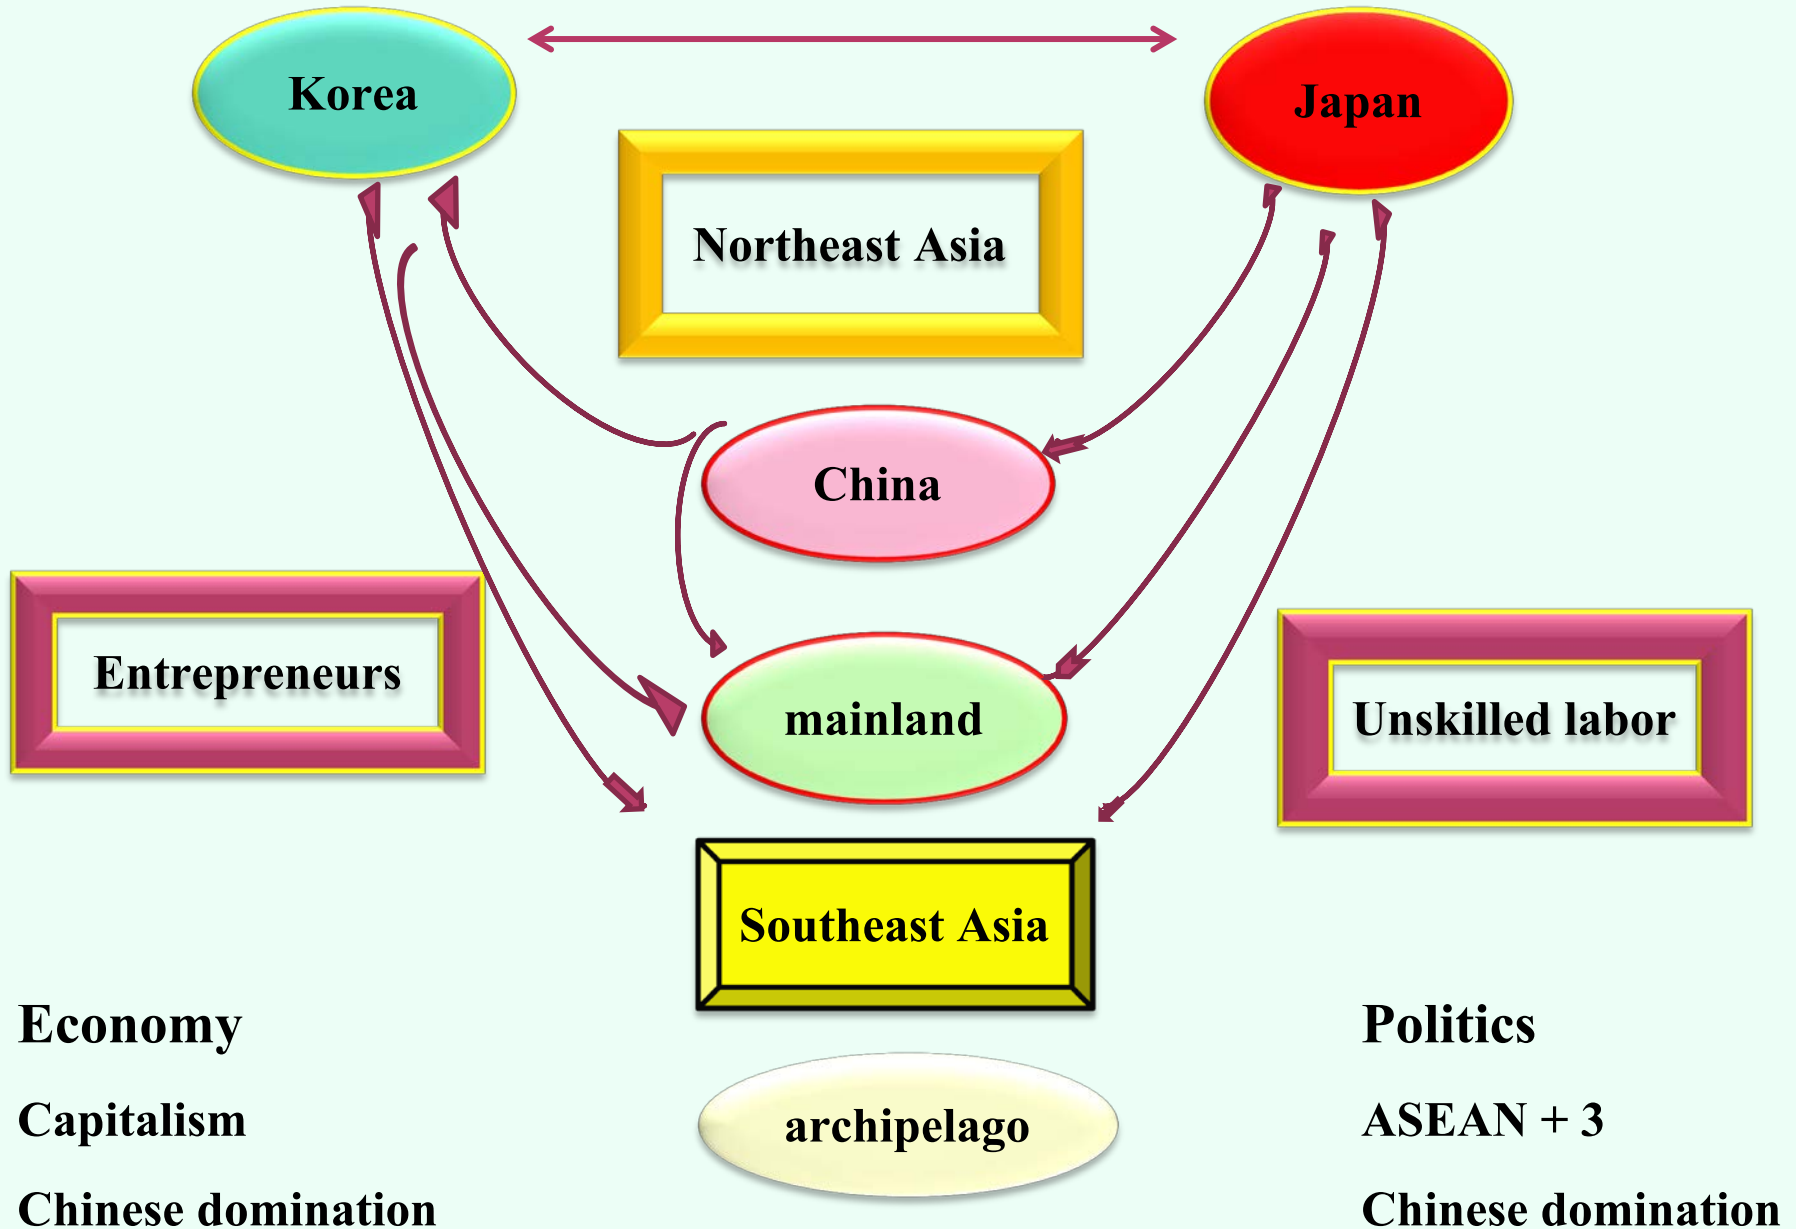 Korea
Japan
Northeast Asia
China
Entrepreneurs
mainland
Unskilled labor
Southeast Asia
Economy
Politics
Capitalism
archipelago
ASEAN + 3
Chinese domination
Chinese domination